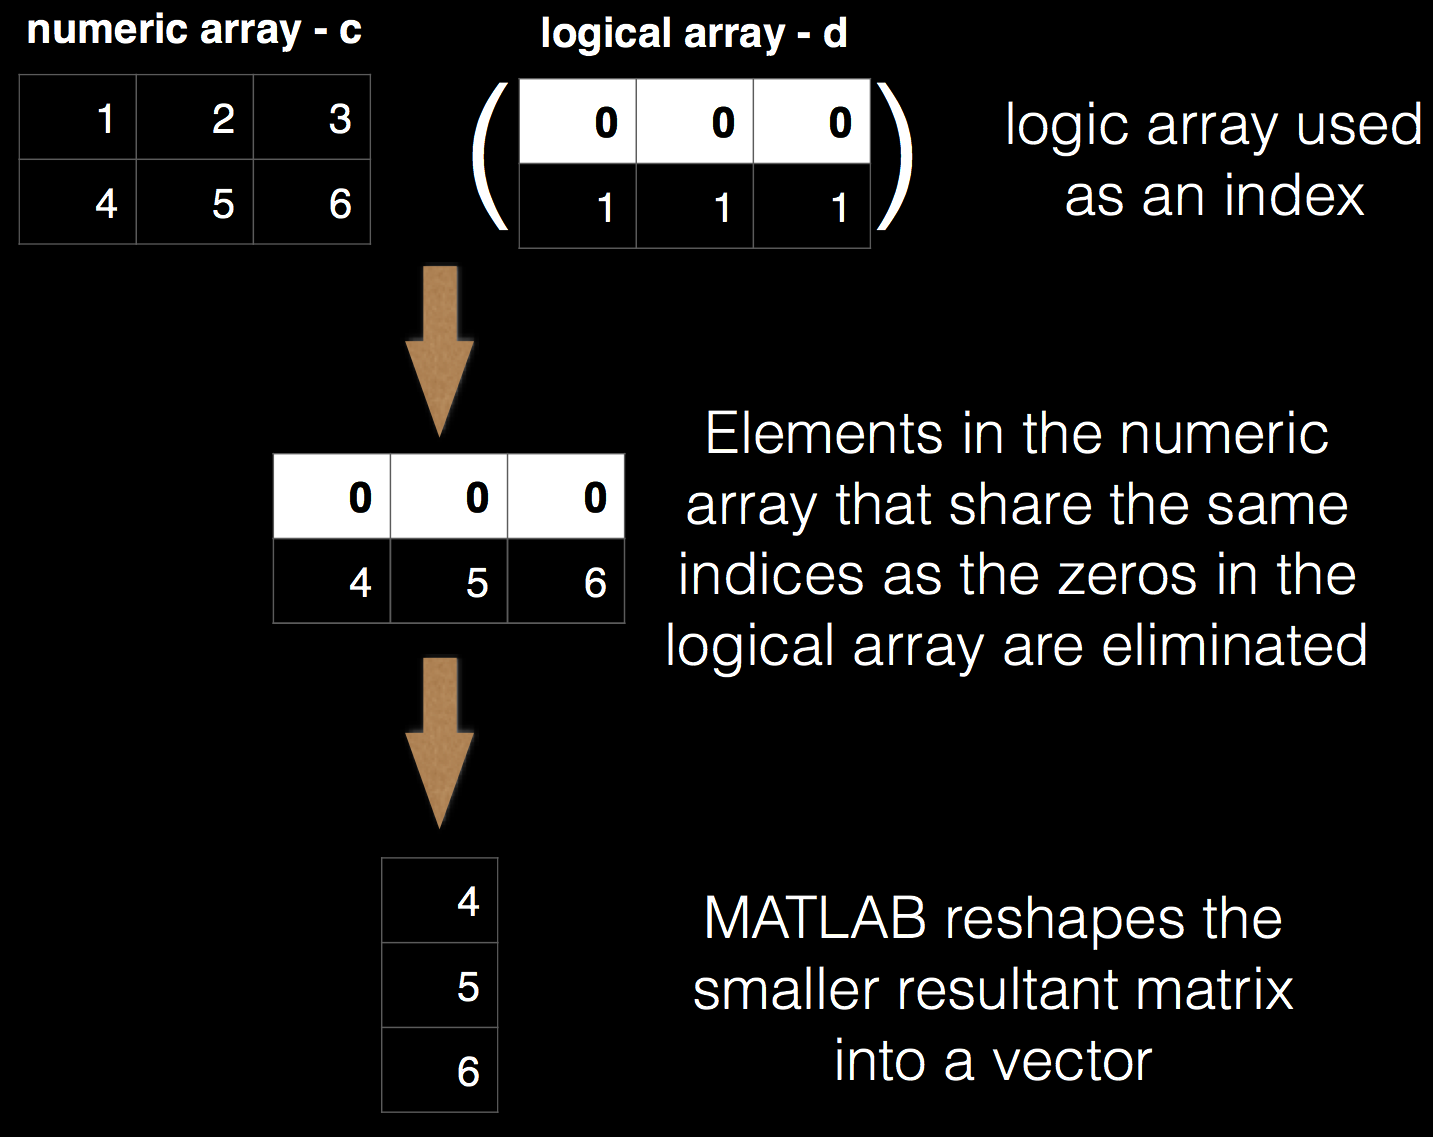 numeric array - c
logical array - d
1 2 3
4 5 6
( 0 0 0 )
1 1 1
logic array used
as an index
0 0 0
4 5 6
Elements in the numeric
array that share the same
indices as the zeros in the
logical array are eliminated
4
5
6
MATLAB reshapes the
smaller resultant matrix
into a vector